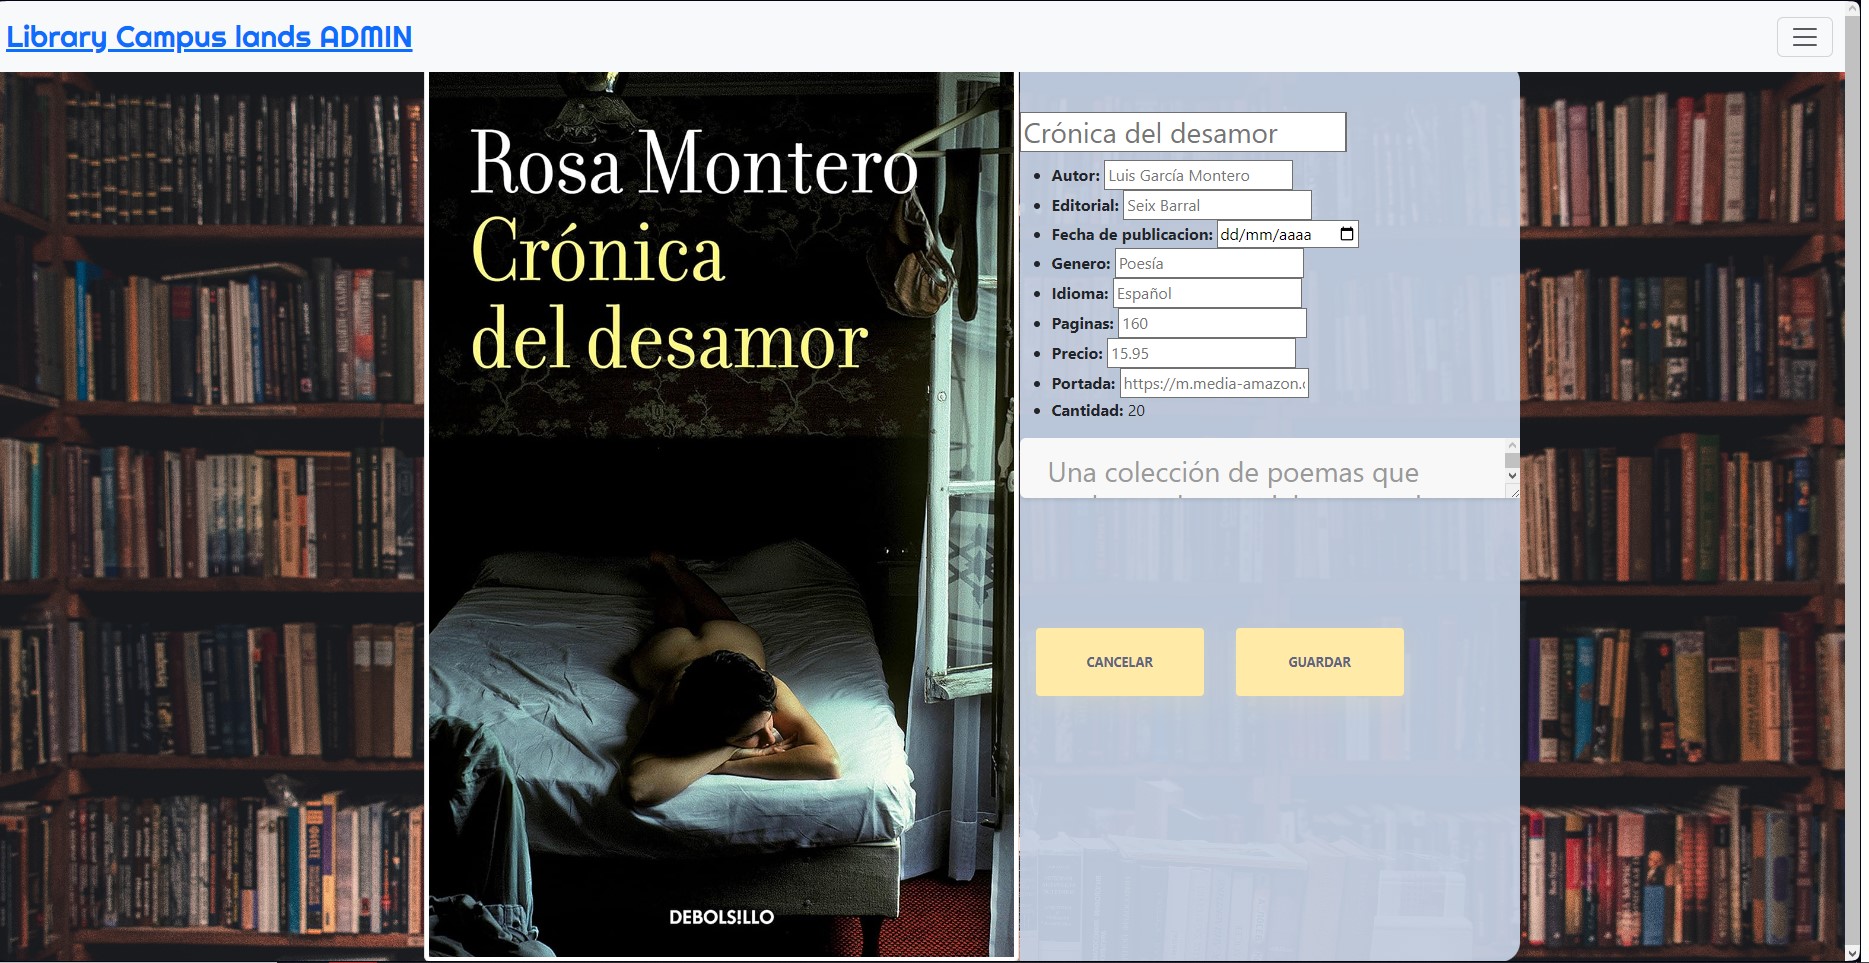 Library Campus lands ADMIN
Rosa Montero
Crónica
del desamor
DEBOLS!LLO
Crónica del desamor
Autor: Luis García Montero
Editorial: Seix Barral
Fecha de publicacion: dd/mm/aaaa
Genero: Poesía
Idioma: Español
Paginas: 160
Precio: 15.95
Portada: https://m.media-amazon.
Cantidad: 20
Una colección de poemas que
CANCELAR
GUARDAR